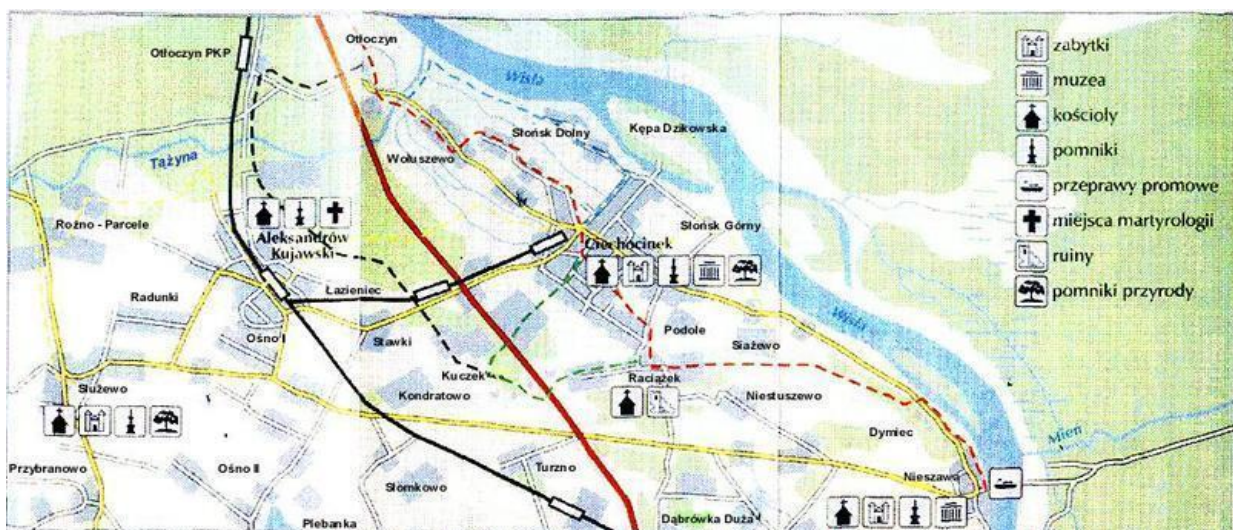 Otłoczyn PKP
Otłoczyn
Wisła
zabytki
muzea
kościoły
pomniki
przeprawy promowe
miejsca martyrologii
ruiny
pomniki przyrody
Słońsk Dolny
Kępa Dzikowska
Wołuszewo
Tążyna
Rożno - Parcele
Aleksandrów
Kujawski
Słońsk Górny
Ciechocinek
Radunki
Łazieniec
Ośno I
Stawki
Podole
Siażewo
Wisła
Służewo
Kuczek
Kondratowo
Raciążek
Niestuszewo
Dymiec
Mień
Przybranowo
Ośno II
Słomkowo
Turzno
Nieszawa
Plebanka
Dąbrówka Duża